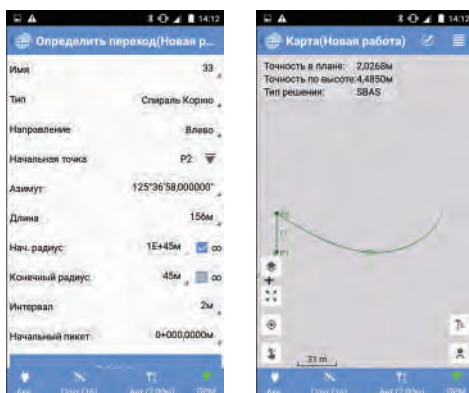 14:12
Определить переход(Новая р...
Имя 33
Тип Спираль Корню
Направление Влево
Начальная точка P2
Азимут 125°36'58,000000"
Длина 156м
Нач. радиус 1E+45м ∞
Конечный радиус 45м ∞
Интервал 2м
Начальный пикет 0+000,0000м
14:12
Карта(Новая работа)
Точность в плане: 2,0268м
Точность по высоте:4,4850м
Тип решения: SBAS
31 m